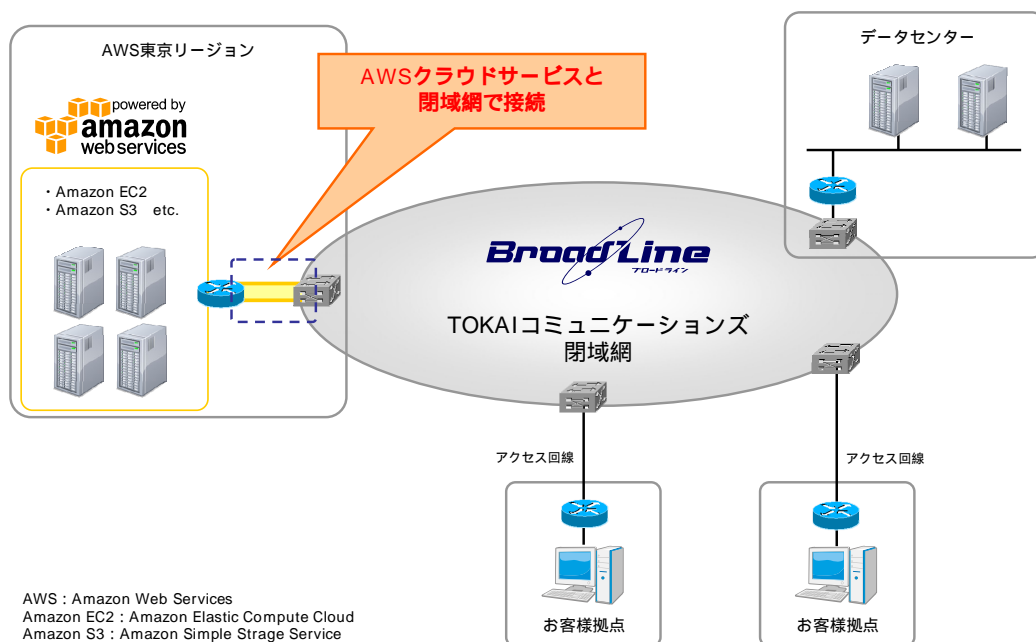 AWS東京リージョン
powered by
amazon
webservices
・Amazon EC2
・Amazon S3　etc.
AWSクラウドサービスと
閉域網で接続
データセンター
BroadLine
ブロードライン
TOKAIコミュニケーションズ
閉域網
アクセス回線
アクセス回線
お客様拠点
お客様拠点
AWS：Amazon Web Services
Amazon EC2：Amazon Elastic Compute Cloud
Amazon S3：Amazon Simple Strage Service